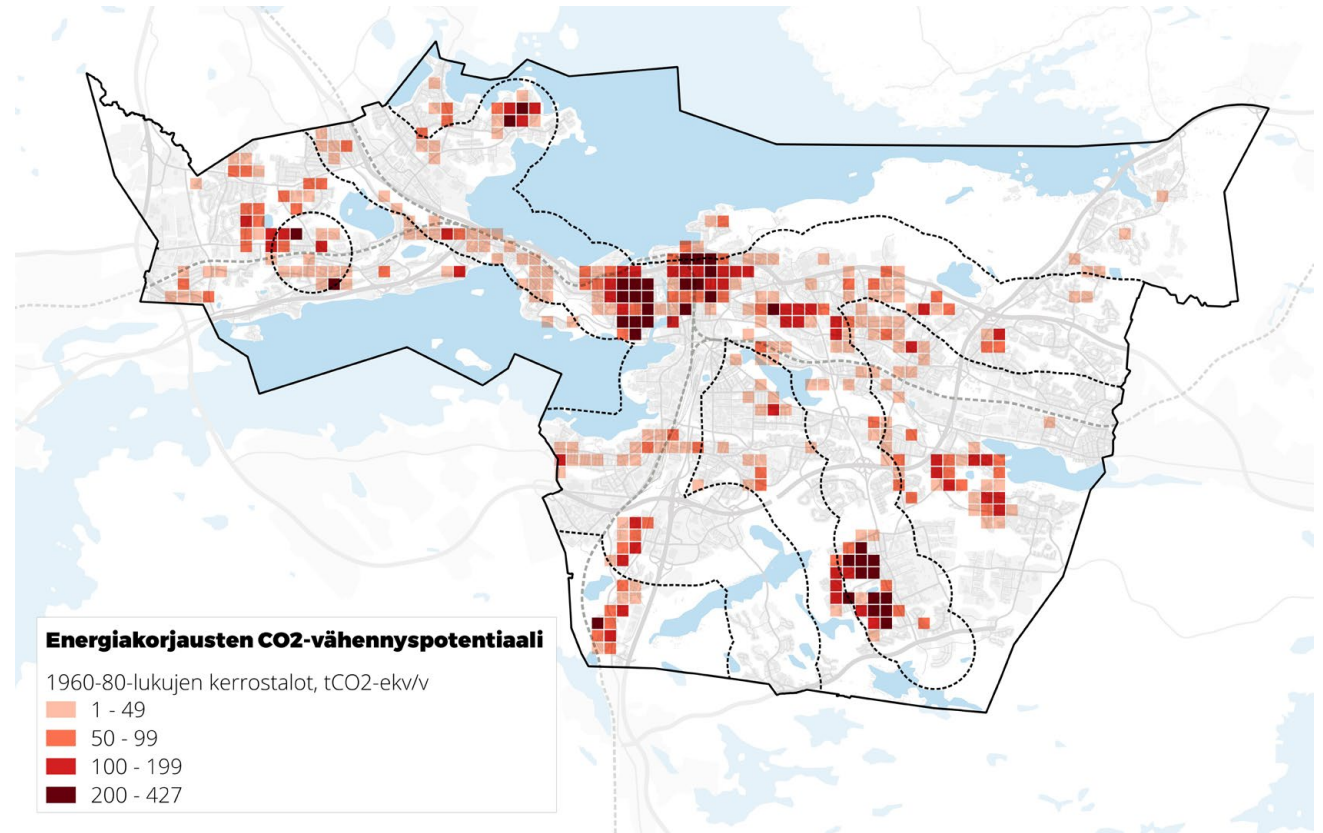 Energiakorjausten CO2-vähennyspotentiaali
1960-80-lukujen kerrostalot, tCO2-ekv/v
1 - 49
50 - 99
100 - 199
200 - 427